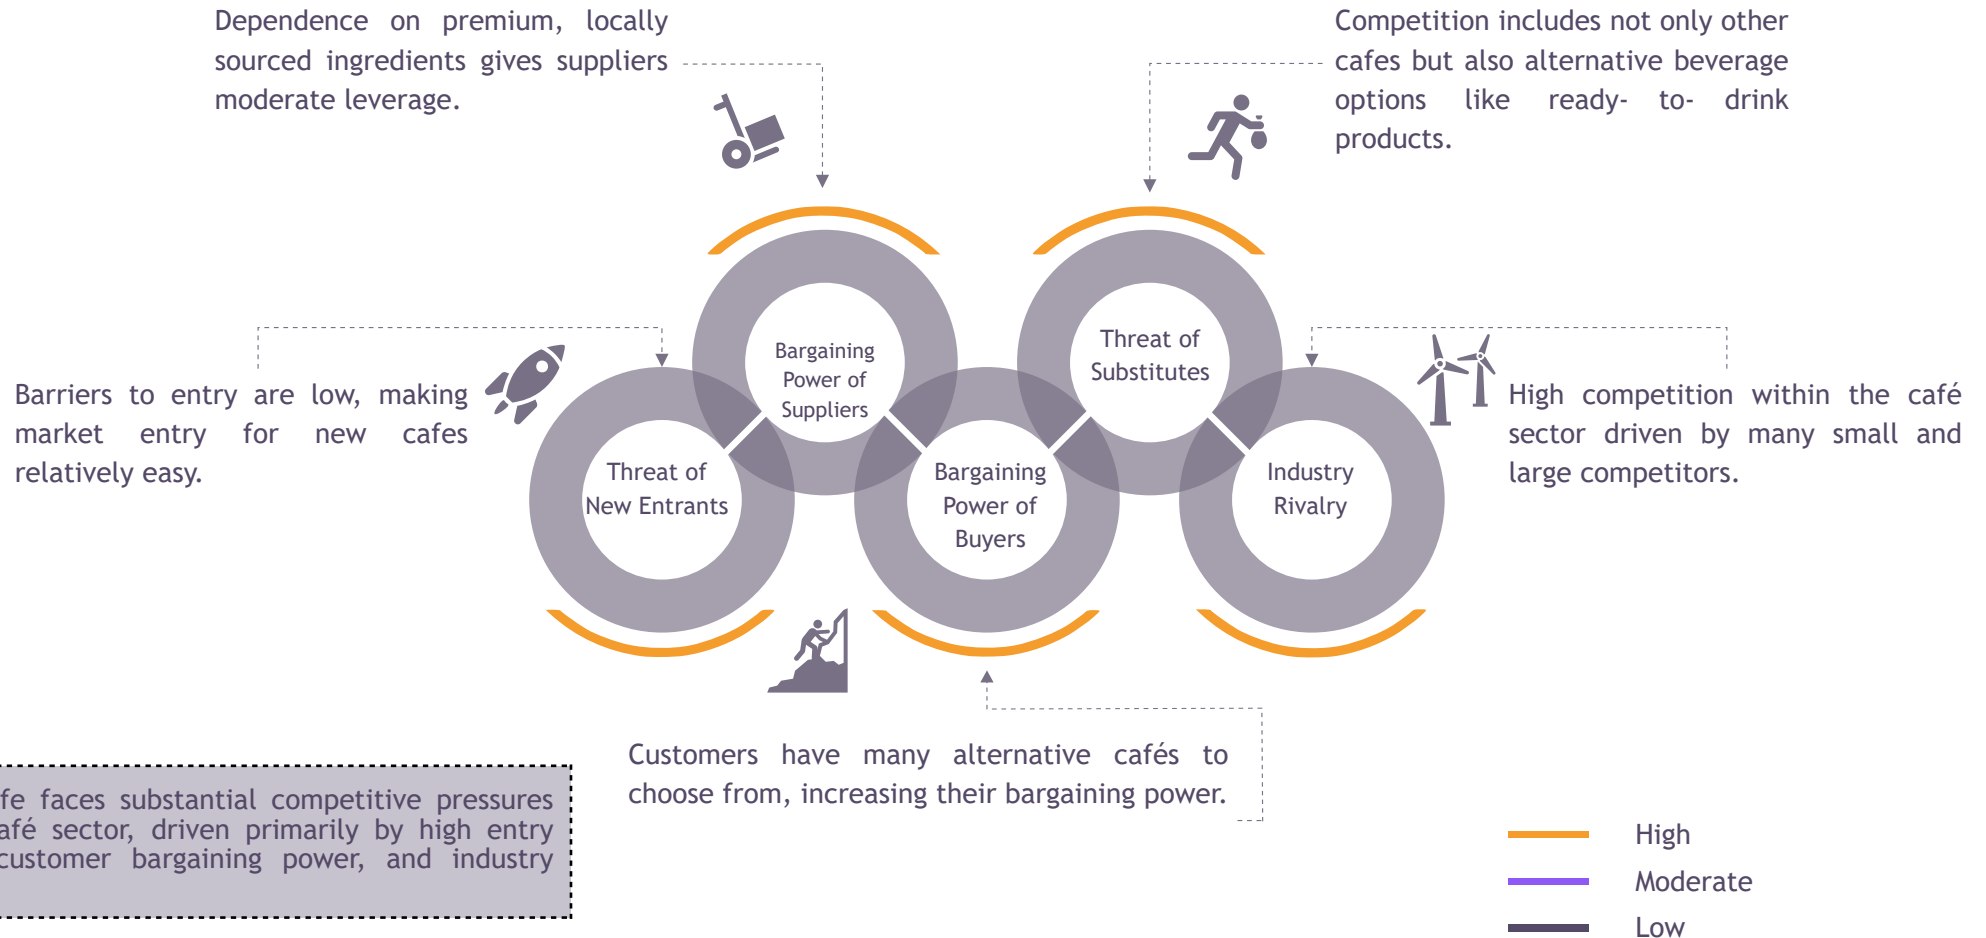 Dependence on premium, locally
sourced ingredients gives suppliers
moderate leverage.
Competition includes not only other
cafes but also alternative beverage
options like ready- to- drink
products.
Barriers to entry are low, making
market entry for new cafes
relatively easy.
Bargaining
Power of
Suppliers
Threat of
Substitutes
High competition within the café
sector driven by many small and
large competitors.
Threat of
New Entrants
Bargaining
Power of
Buyers
Industry
Rivalry
Customers have many alternative cafés to
choose from, increasing their bargaining power.
faces substantial competitive pressures
sector, driven primarily by high entry
customer bargaining power, and industry
High
Moderate
Low